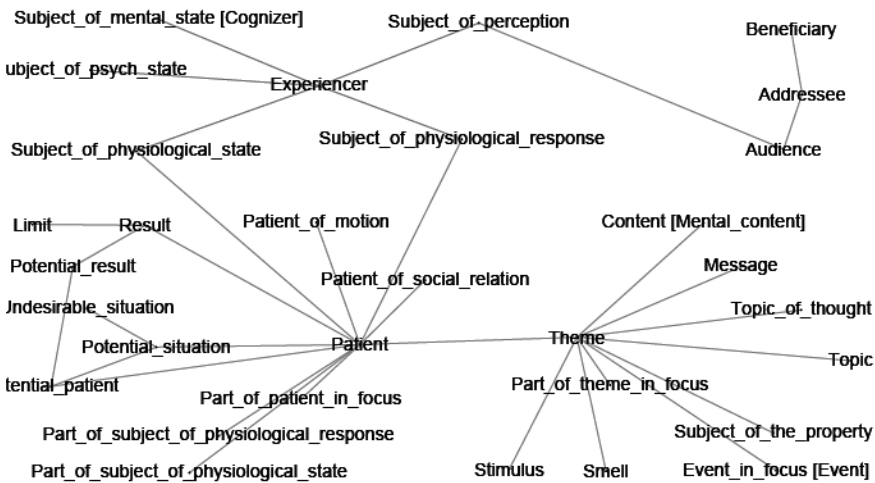 Subject_of_mental_state [Cognizer]
Subject_of_perception
Beneficiary
ubject_of_psych_state
Experiencer
Addressee
Subject_of_physiological_state
Subject_of_physiological_response
Audience
Limit
Result
Patient_of_motion
Content [Mental_content]
Potential_result
Message
Patient_of_social_relation
Undesirable_situation
Topic_of_thought
Potential_situation
Patient
Theme
Topic
tential_patient
Part_of_patient_in_focus
Part_of_theme_in_focus
Part_of_subject_of_physiological_response
Subject_of_the_property
Part_of_subject_of_physiological_state
Stimulus
Smell
Event_in_focus [Event]